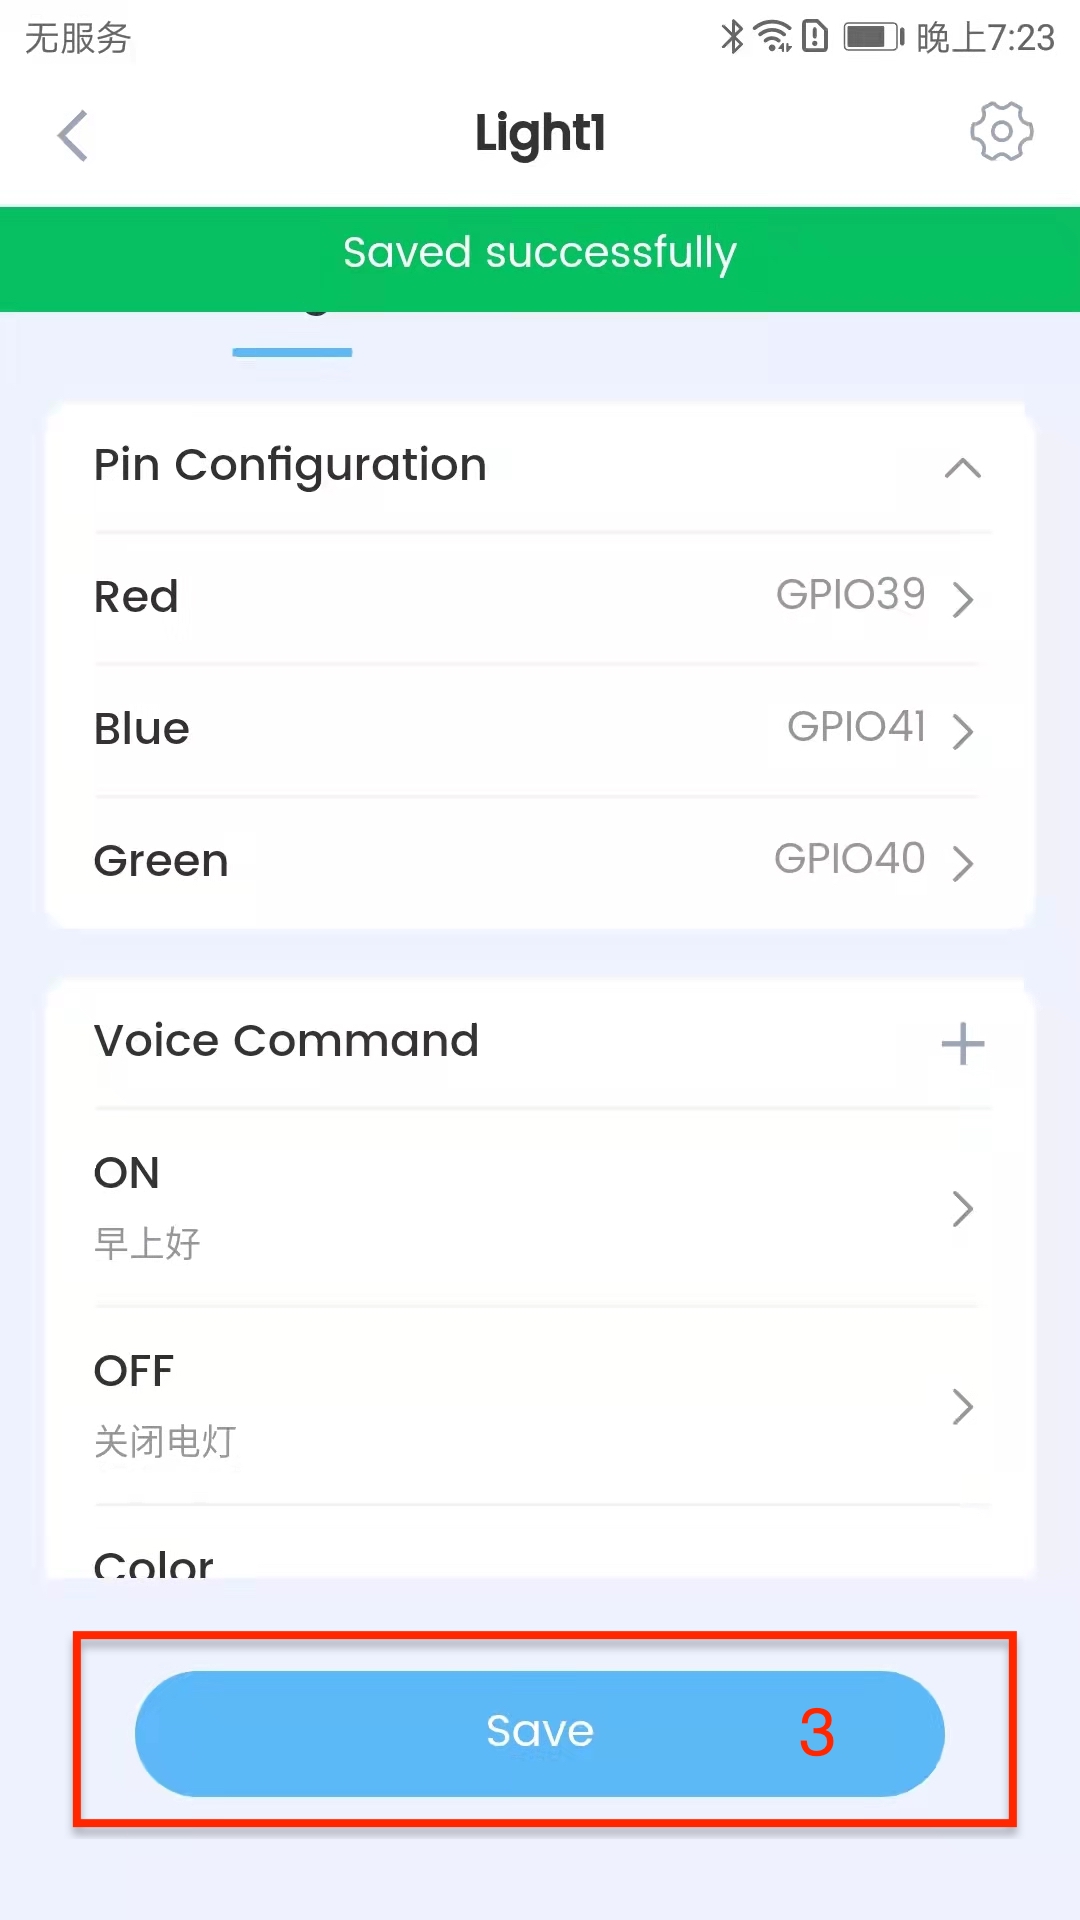 无服务
晚上7:23
Light1
Saved successfully
Pin Configuration
Red
GPIO39
Blue
GPIO41
Green
GPIO40
Voice Command
ON
早上好
OFF
关闭电灯
Color
Save
3